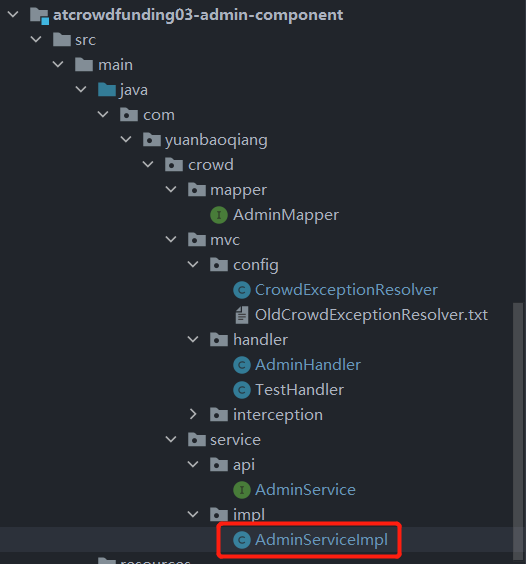 atcrowdfunding03-admin-component
src
main
java
com
yuanbaoqiang
crowd
mapper
I AdminMapper
mvc
config
C CrowdExceptionResolver
OldCrowdExceptionResolver.txt
handler
C AdminHandler
C TestHandler
interception
service
api
I AdminService
impl
C AdminServiceImpl
resources